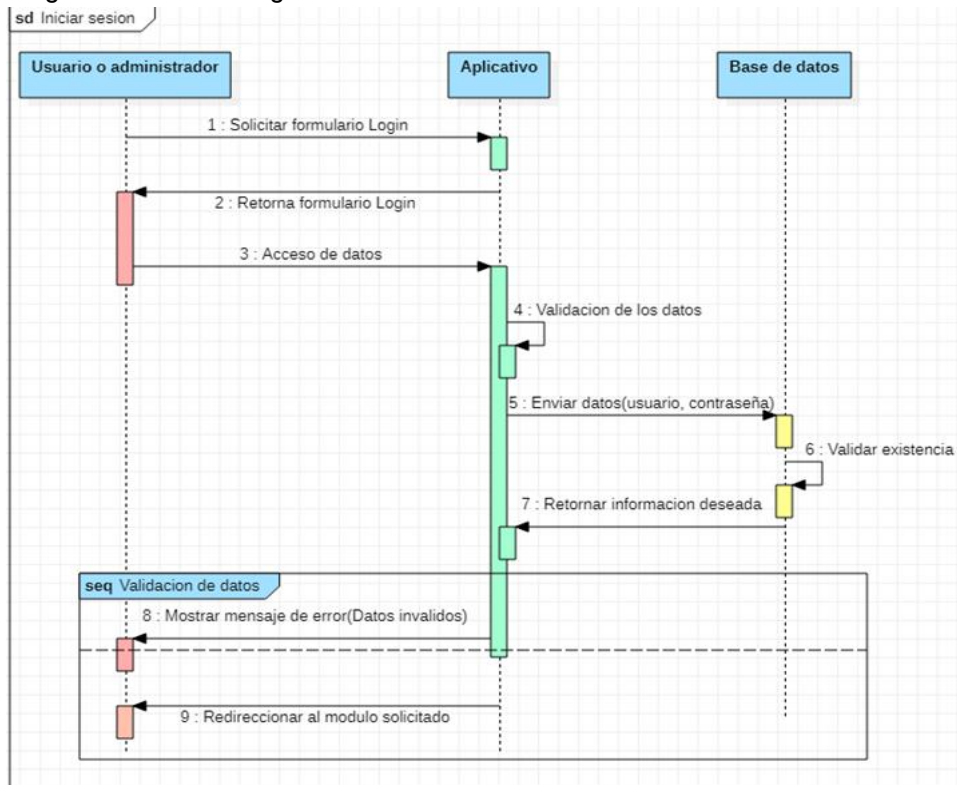 sd Iniciar sesion
Usuario o administrador
Aplicativo
Base de datos
1 : Solicitar formulario Login
2 : Retorna formulario Login
3 : Acceso de datos
4 : Validacion de los datos
5 : Enviar datos(usuario, contraseña)
6 : Validar existencia
7 : Retornar informacion deseada
seq Validacion de datos
8 : Mostrar mensaje de error(Datos invalidos)
9 : Redireccionar al modulo solicitado